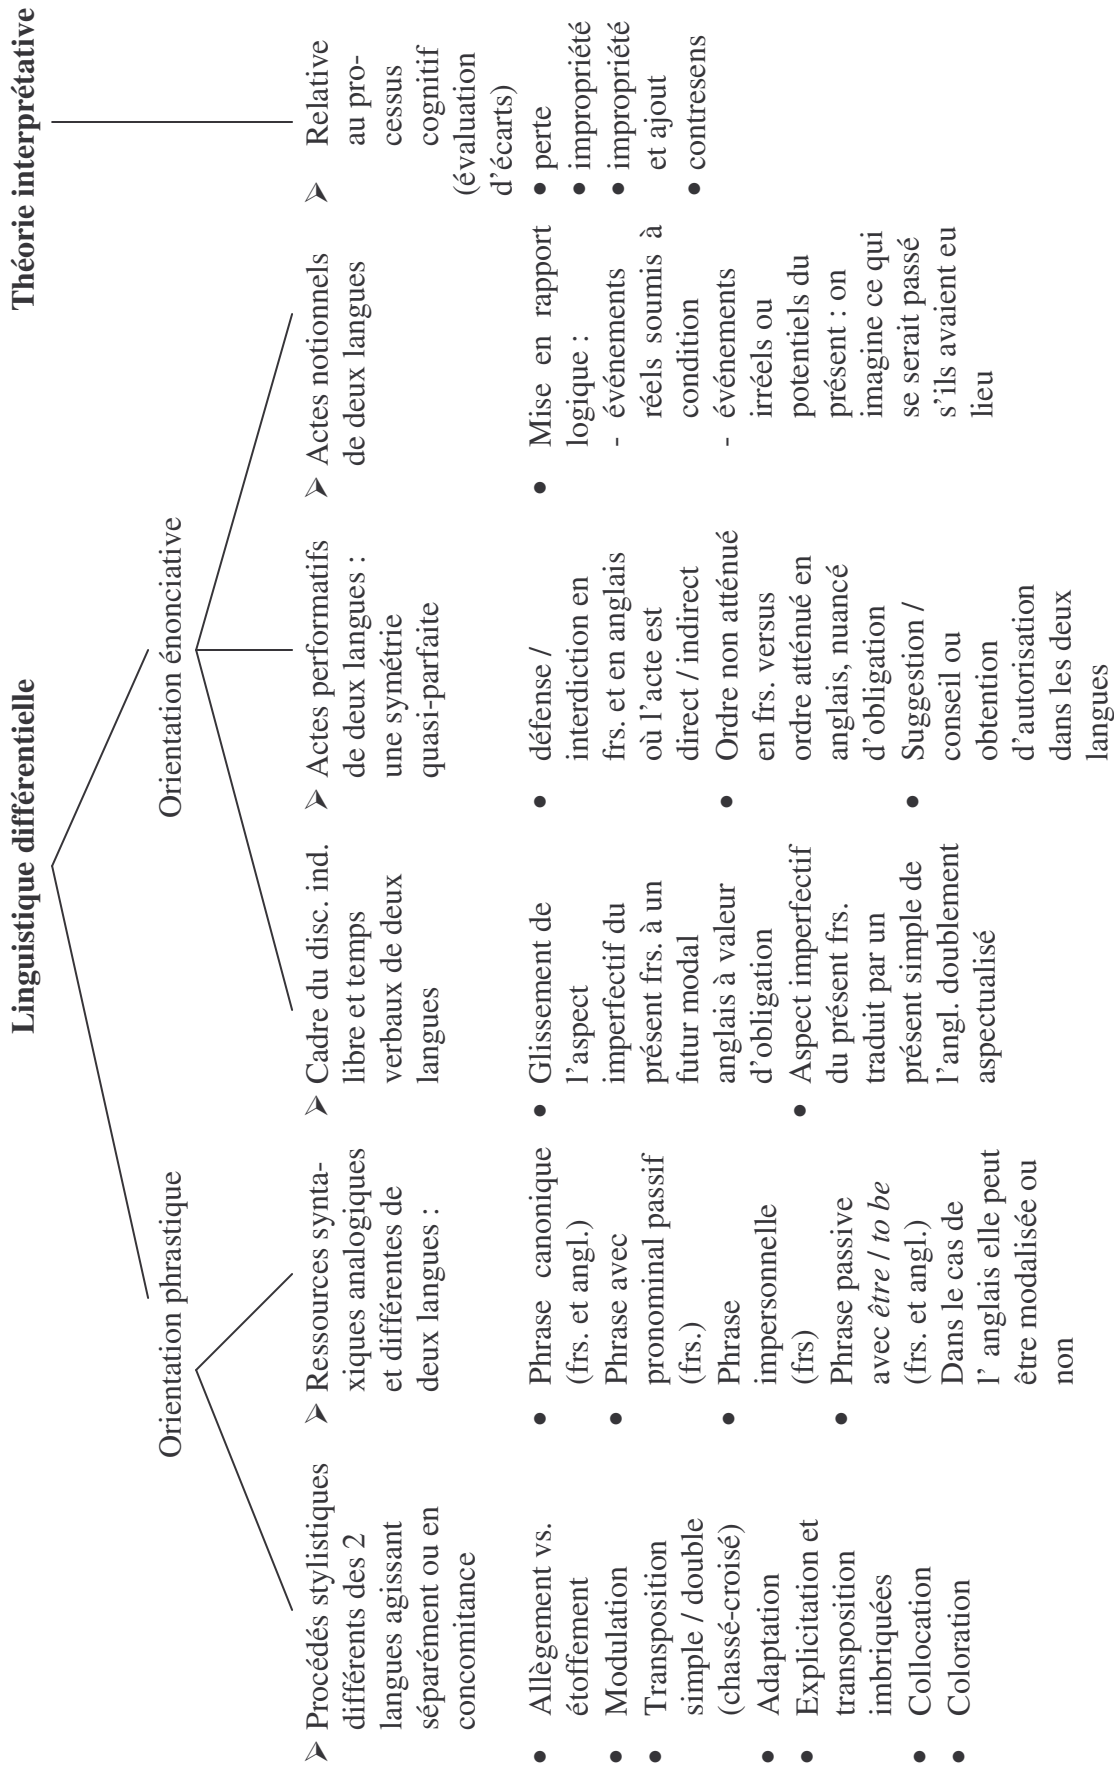 Linguistique différentielle
Théorie interprétative
Orientation phrastique
Orientation énonciative
➢ Procédés stylistiques
différents des 2
langues agissant
séparément ou en
concomitance
• Allègement vs.
étoffement
• Modulation
• Transposition
simple / double
(chassé-croisé)
• Adaptation
• Explicitation et
transposition
imbriquées
• Collocation
• Coloration
➢ Ressources synta-
xiques analogiques
et différentes de
deux langues :
• Phrase canonique
(frs. et angl.)
• Phrase avec
pronominal passif
(frs.)
• Phrase
impersonnelle
(frs)
• Phrase passive
avec être / to be
(frs. et angl.)
Dans le cas de
l' anglais elle peut
être modalisée ou
non
➢ Cadre du disc. ind.
libre et temps
verbaux de deux
langues
• Glissement de
l'aspect
imperfectif du
présent frs. à un
futur modal
anglais à valeur
d'obligation
• Aspect imperfectif
du présent frs.
traduit par un
présent simple de
l'angl. doublement
aspectualisé
➢ Actes performatifs
de deux langues :
une symétrie
quasi-parfaite
• défense /
interdiction en
frs. et en anglais
où l'acte est
direct / indirect
• Ordre non atténué
en frs. versus
ordre atténué en
anglais, nuancé
d'obligation
• Suggestion /
conseil ou
obtention
d'autorisation
dans les deux
langues
➢ Actes notionnels
de deux langues
• Mise en rapport
logique :
- événements
réels soumis à
condition
- événements
irréels ou
potentiels du
présent : on
imagine ce qui
se serait passé
s'ils avaient eu
lieu
➢ Relative
au pro-
cessus
cognitif
(évaluation
d'écarts)
• perte
• impropriété
• impropriété
et ajout
• contresens